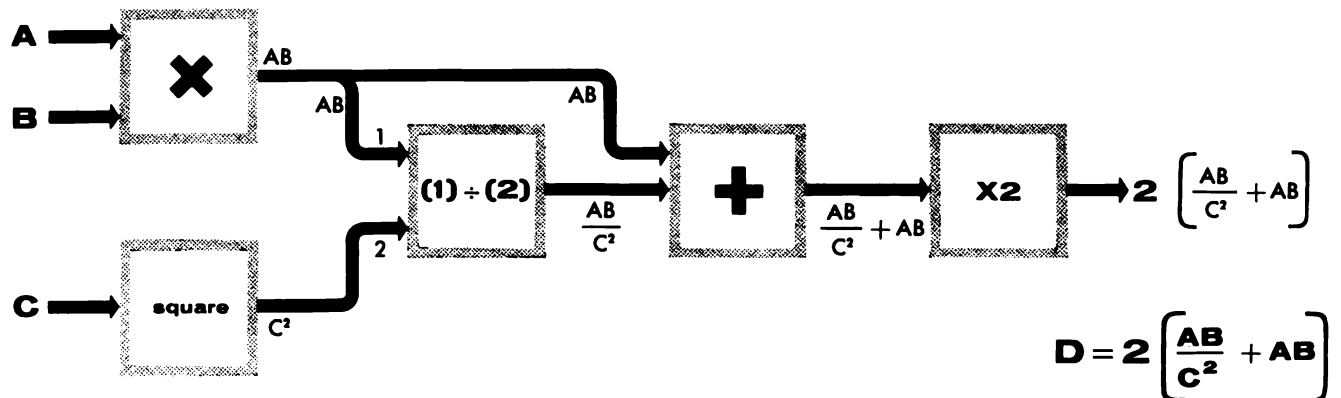 A
B
×
AB
AB
AB
1
2
(1) ÷ (2)
AB/C²
+
AB/C² + AB
X2
2 [AB/C² + AB]
C
square
C²
D = 2 [AB/C² + AB]